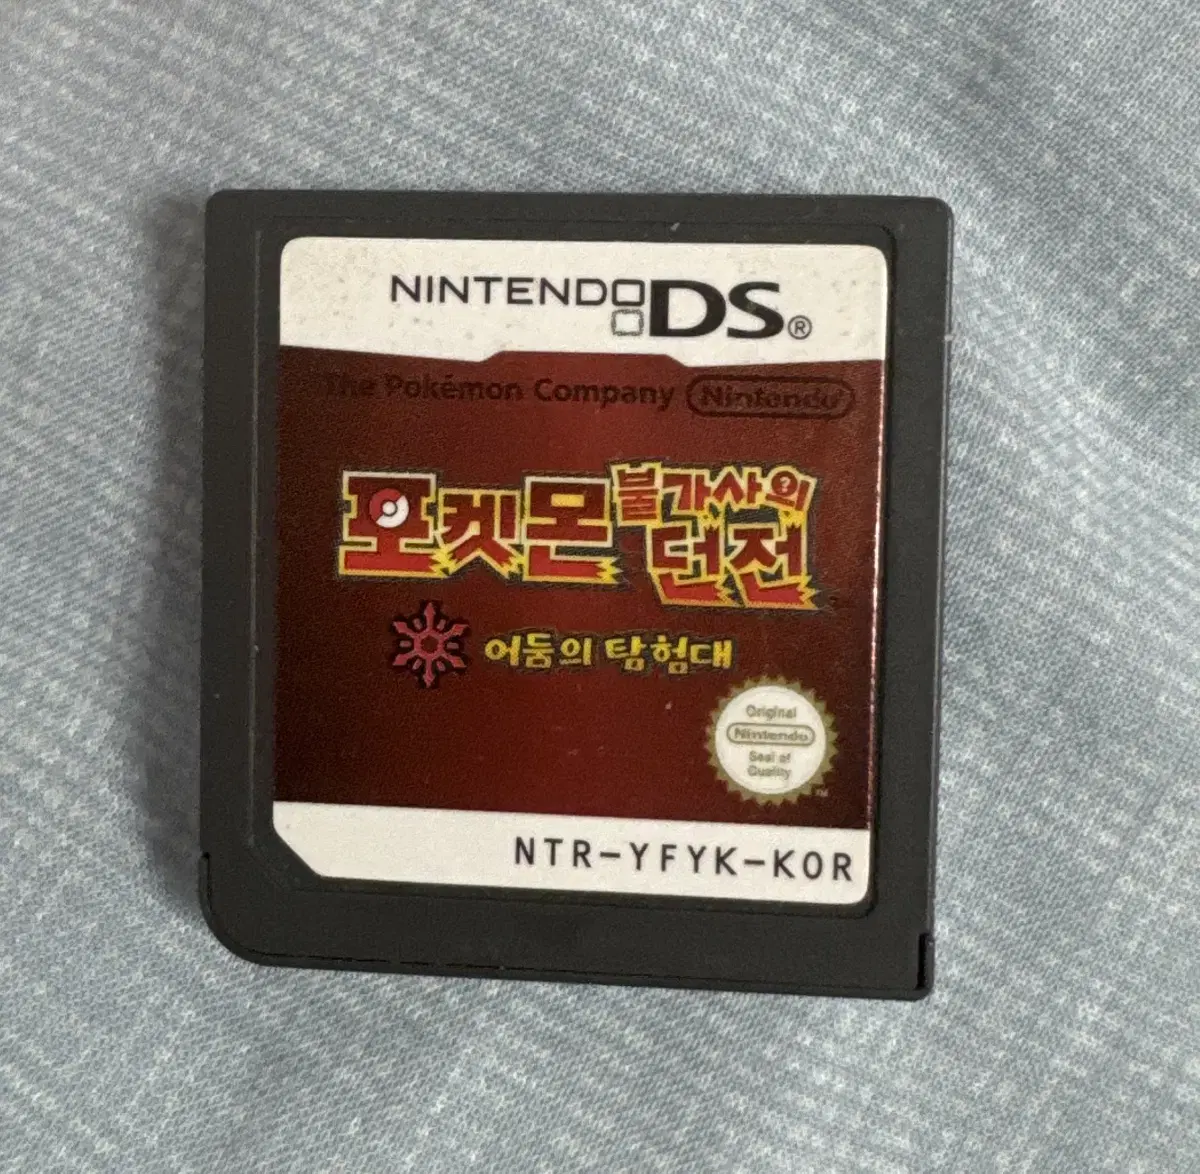 NINTENDO DS®
The Pokémon Company Nintendo
포켓몬 불가사의
던전
어둠의 탐험대
Original
Nintendo
Seal of
Quality
TM
NTR-YFYK-KOR